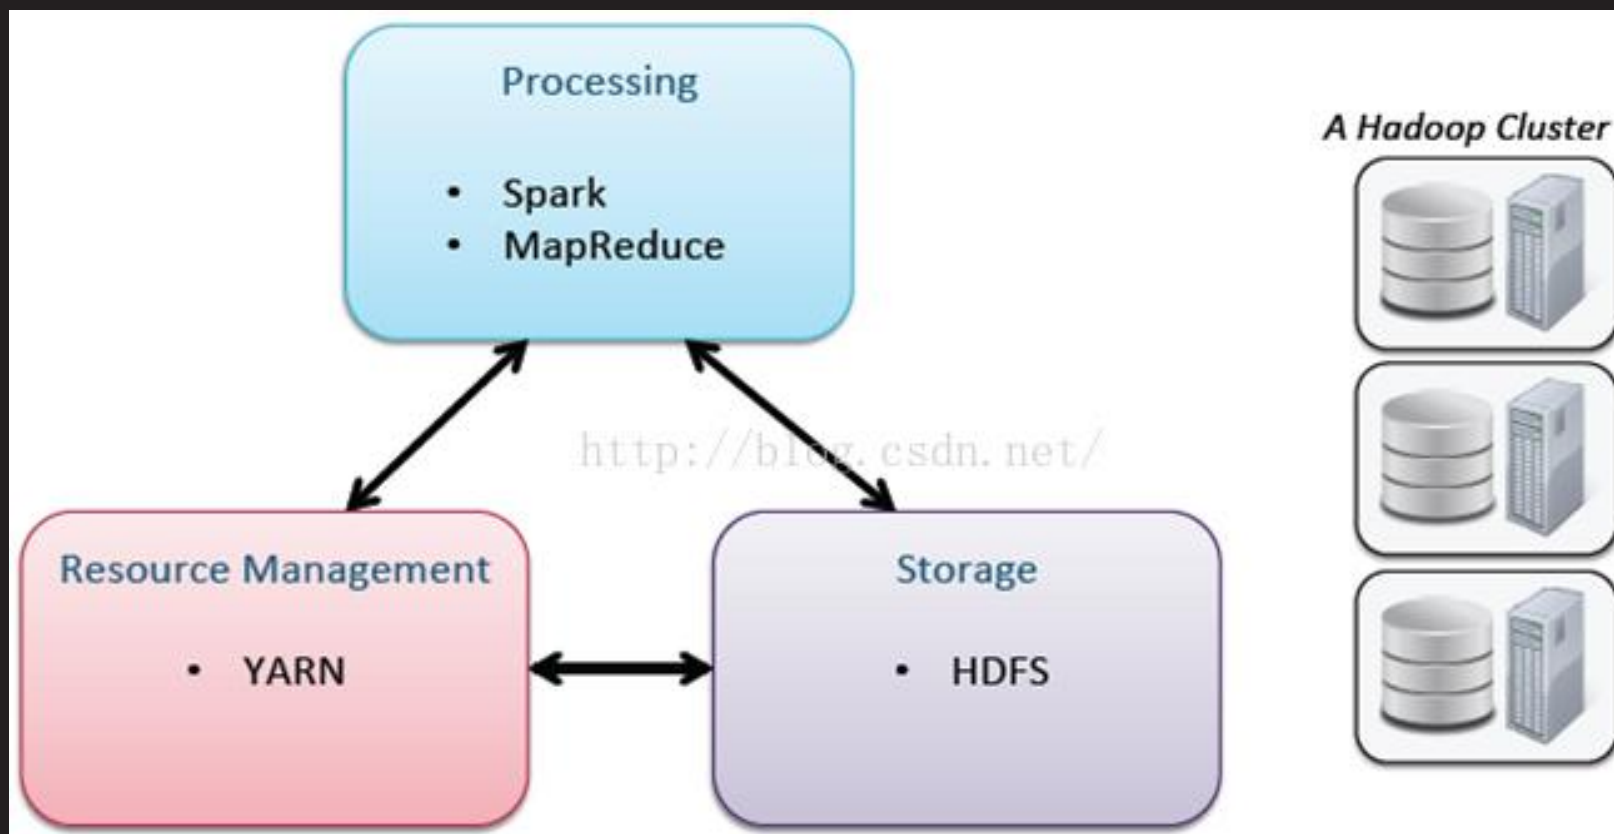 Processing
• Spark
• MapReduce
A Hadoop Cluster
http://blog.csdn.net/
Resource Management
• YARN
Storage
• HDFS